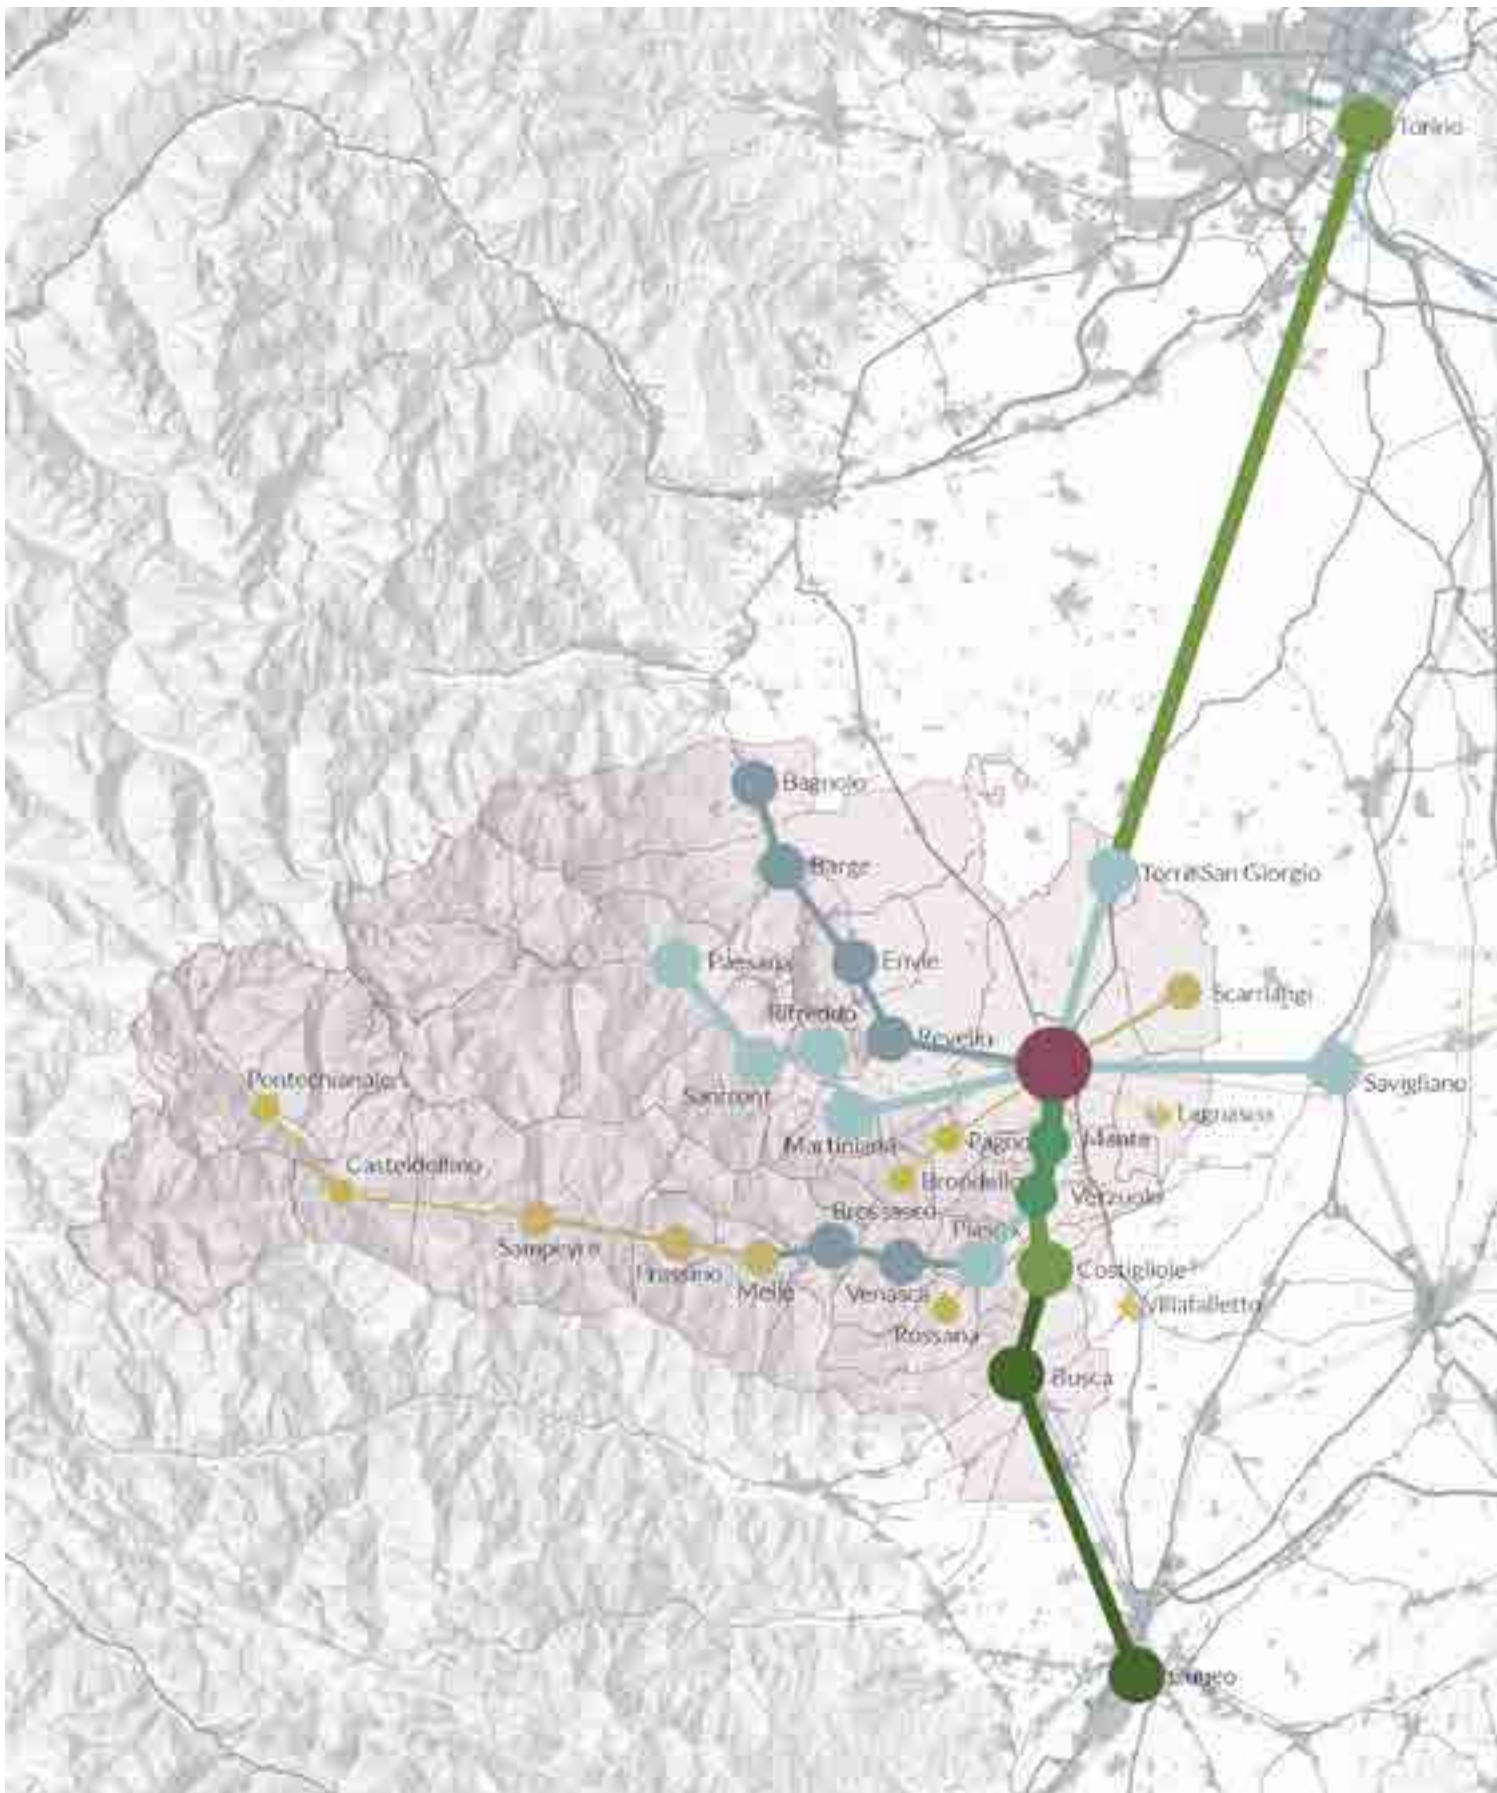 Torino
Bagnolo
Barge
Torre San Giorgio
Paesana
Envie
Scarnafigi
Rifreddo
Revello
Pontechianale
Sanfront
Savigliano
Lagnasco
Martiniana
Pagno
Manta
Casteldelfino
Brondello
Verzuolo
Brossasco
Piasco
Sampeyre
Frassino
Melle
Venasca
Costigliole
Villafalletto
Rossana
Busca